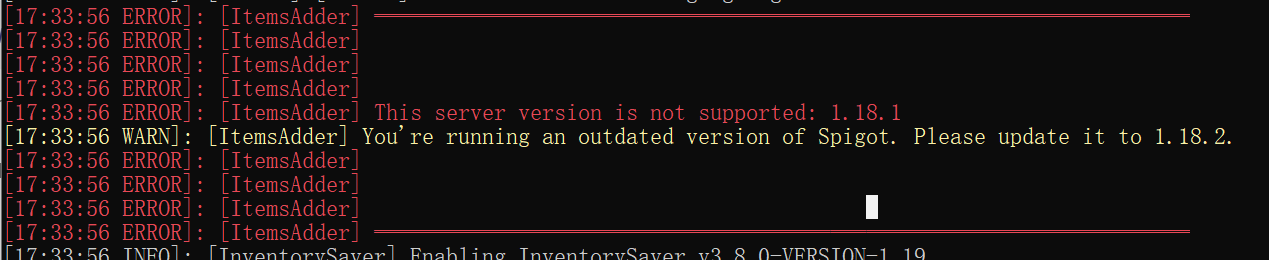 [17:33:56 ERROR]: [ItemsAdder] ════════════════════════════════════════════════════════════════════
[17:33:56 ERROR]: [ItemsAdder]
[17:33:56 ERROR]: [ItemsAdder]
[17:33:56 ERROR]: [ItemsAdder]
[17:33:56 ERROR]: [ItemsAdder] This server version is not supported: 1.18.1
[17:33:56 WARN]: [ItemsAdder] You're running an outdated version of Spigot. Please update it to 1.18.2.
[17:33:56 ERROR]: [ItemsAdder]
[17:33:56 ERROR]: [ItemsAdder]
[17:33:56 ERROR]: [ItemsAdder]
[17:33:56 ERROR]: [ItemsAdder] ════════════════════════════════════════════════════════════════════
[17:33:56 INFO]: [InventorySaver] Enabling InventorySaver v3.8.0-VERSION-1.19